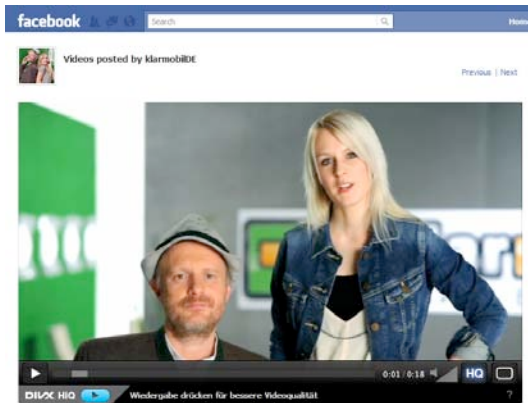 facebook
Search
Home
Videos posted by klarmobilDE
Previous | Next
0:01 / 0:18
HQ
DIVX HiQ
Wiedergabe drücken für bessere Videoqualität
?